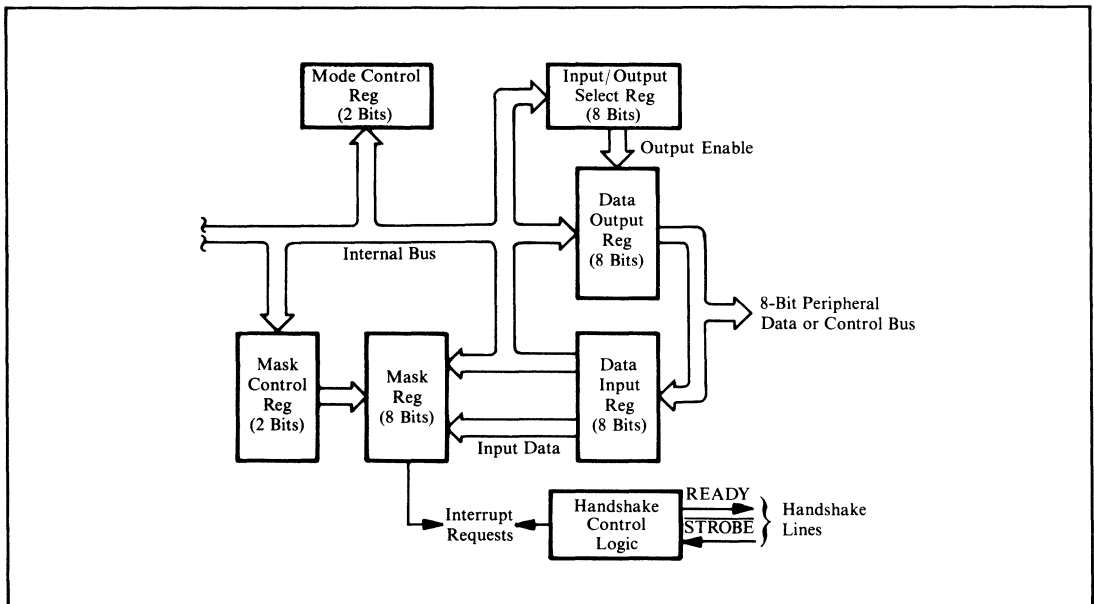 Mode Control
Reg
(2 Bits)
Input/Output
Select Reg
(8 Bits)
Output Enable
Data
Output
Reg
(8 Bits)
Internal Bus
8-Bit Peripheral
Data or Control Bus
Mask
Control
Reg
(2 Bits)
Mask
Reg
(8 Bits)
Data
Input
Reg
(8 Bits)
Input Data
Interrupt
Requests
Handshake
Control
Logic
READY
STROBE
Handshake
Lines